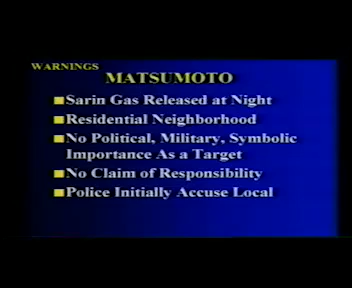 WARNINGS
MATSUMOTO
Sarin Gas Released at Night
Residential Neighborhood
No Political, Military, Symbolic
Importance As a Target
No Claim of Responsibility
Police Initially Accuse Local